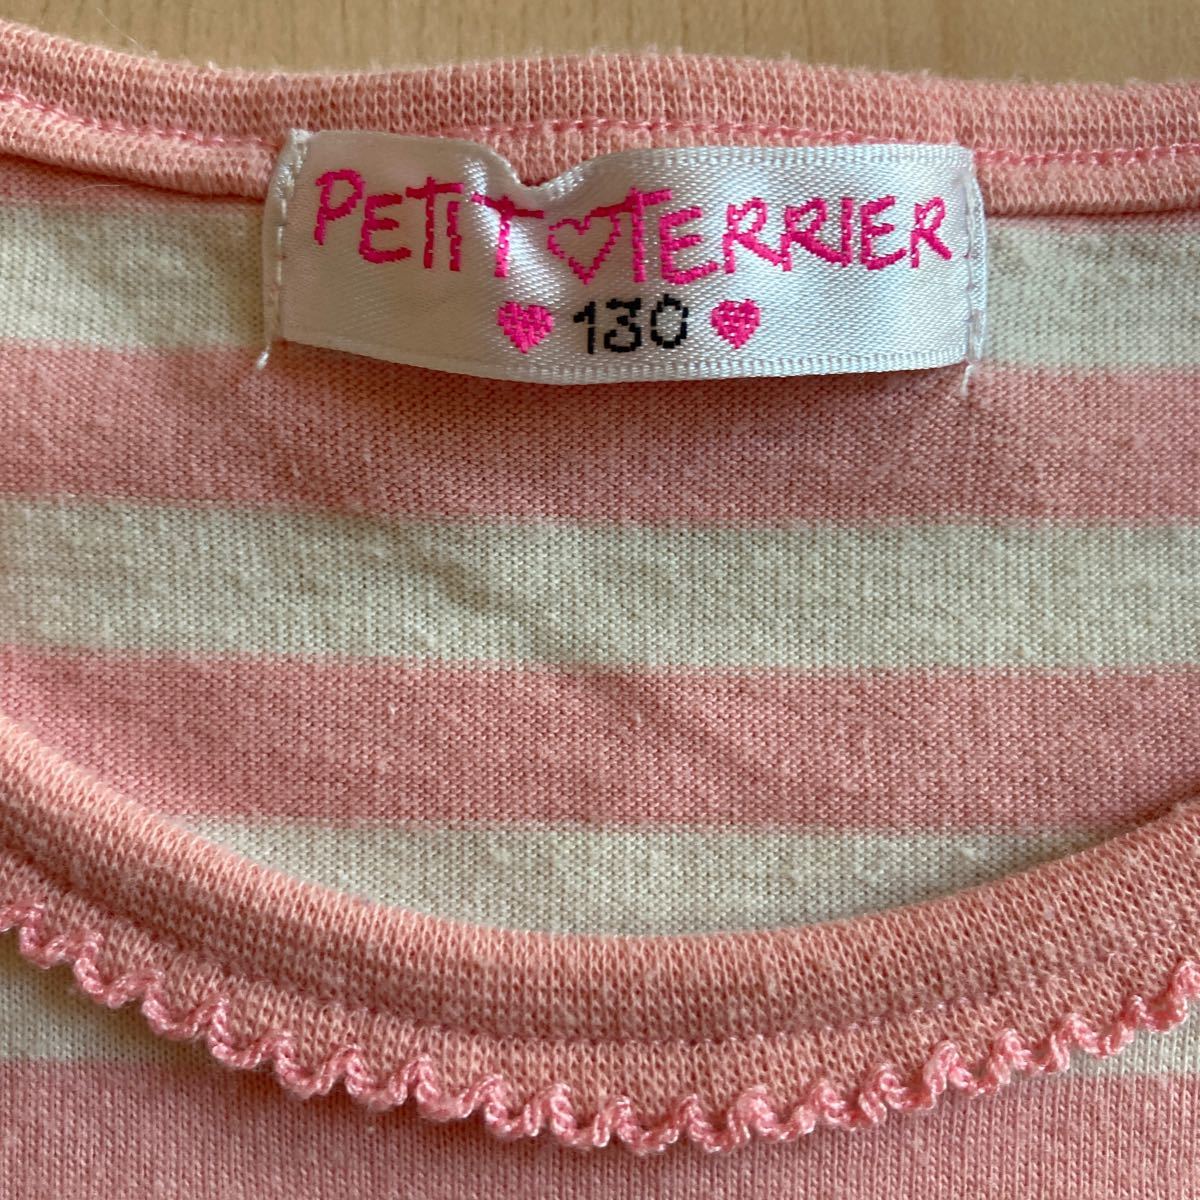 PETIT♡TERRIER
♥ 130 ♥